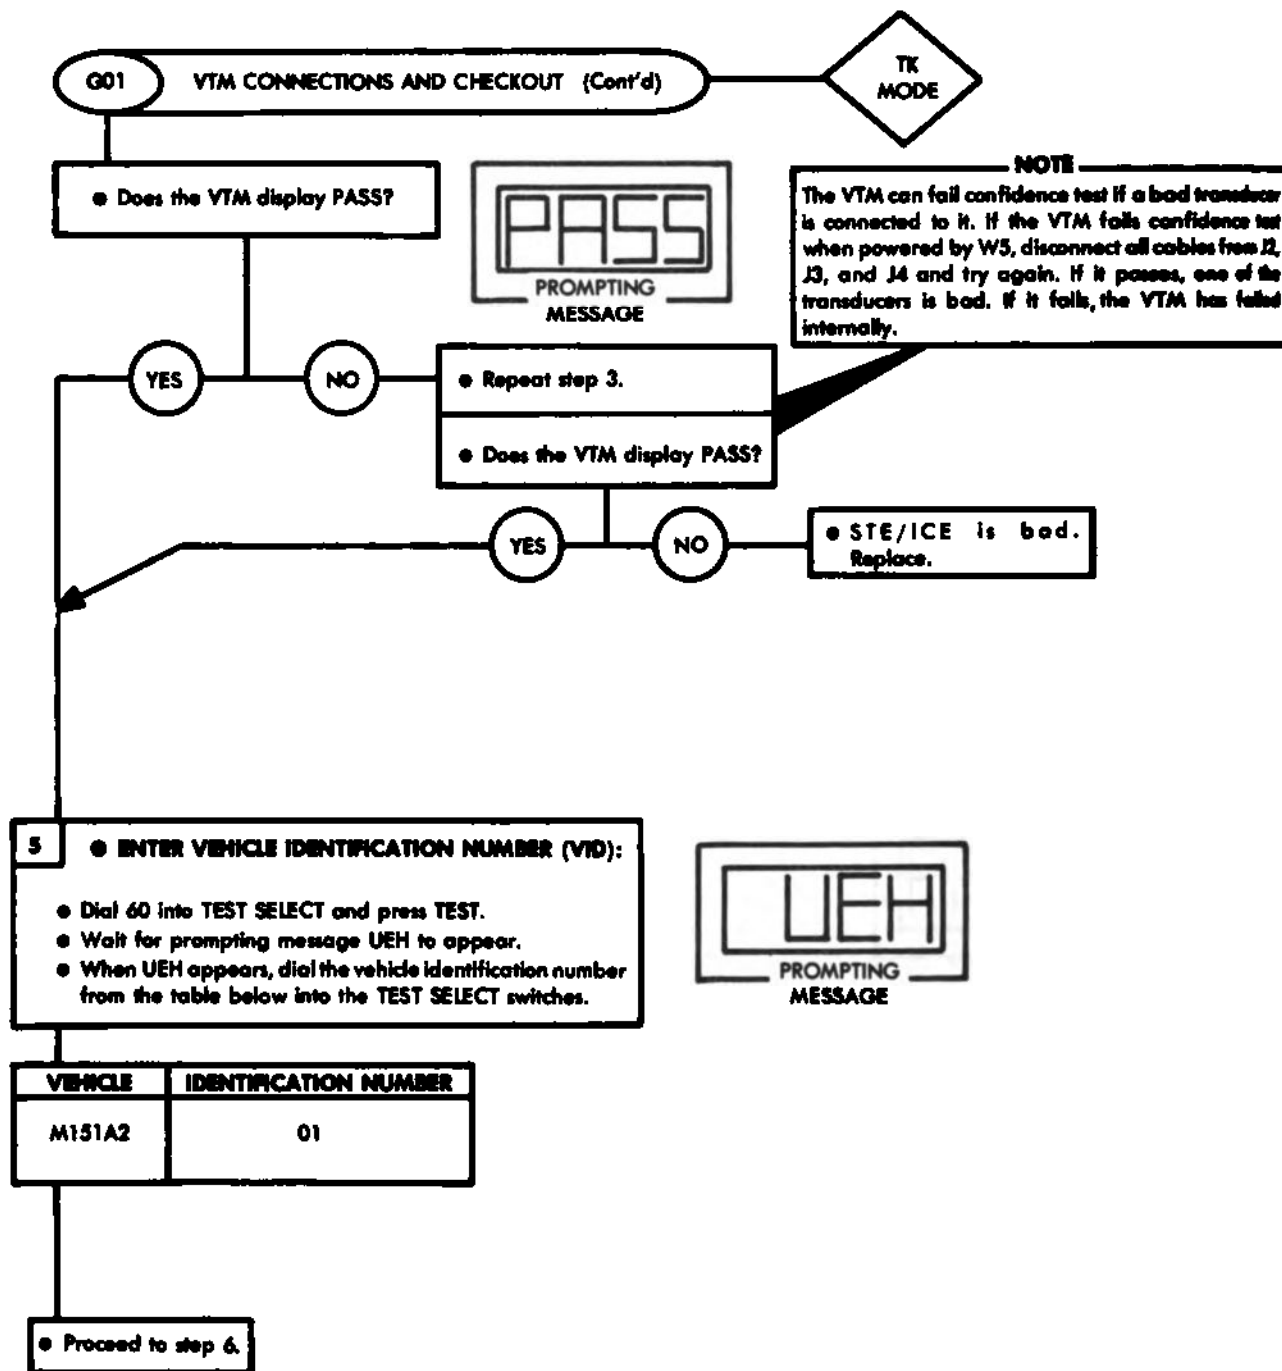 G01 VTM CONNECTIONS AND CHECKOUT (Cont'd)
TK
MODE
● Does the VTM display PASS?
PASS
PROMPTING
MESSAGE
NOTE
The VTM can fail confidence test if a bad transducer
is connected to it. If the VTM fails confidence test
when powered by W5, disconnect all cables from J2,
J3, and J4 and try again. If it passes, one of the
transducers is bad. If it fails, the VTM has failed
internally.
YES
NO
● Repeat step 3.
● Does the VTM display PASS?
YES
NO
● STE/ICE is bad.
Replace.
5 ● ENTER VEHICLE IDENTIFICATION NUMBER (VID):
● Dial 60 into TEST SELECT and press TEST.
● Wait for prompting message UEH to appear.
● When UEH appears, dial the vehicle identification number
from the table below into the TEST SELECT switches.
UEH
PROMPTING
MESSAGE
VEHICLE IDENTIFICATION NUMBER
M151A2 01
● Proceed to step 6.